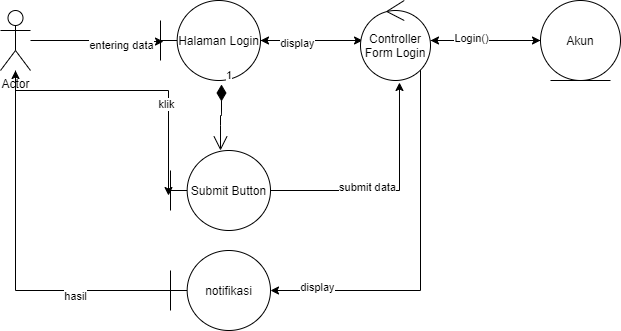 entering data
Halaman Login
display
Controller
Form Login
Login()
Akun
Actor
1
klik
Submit Button
submit data
notifikasi
display
hasil